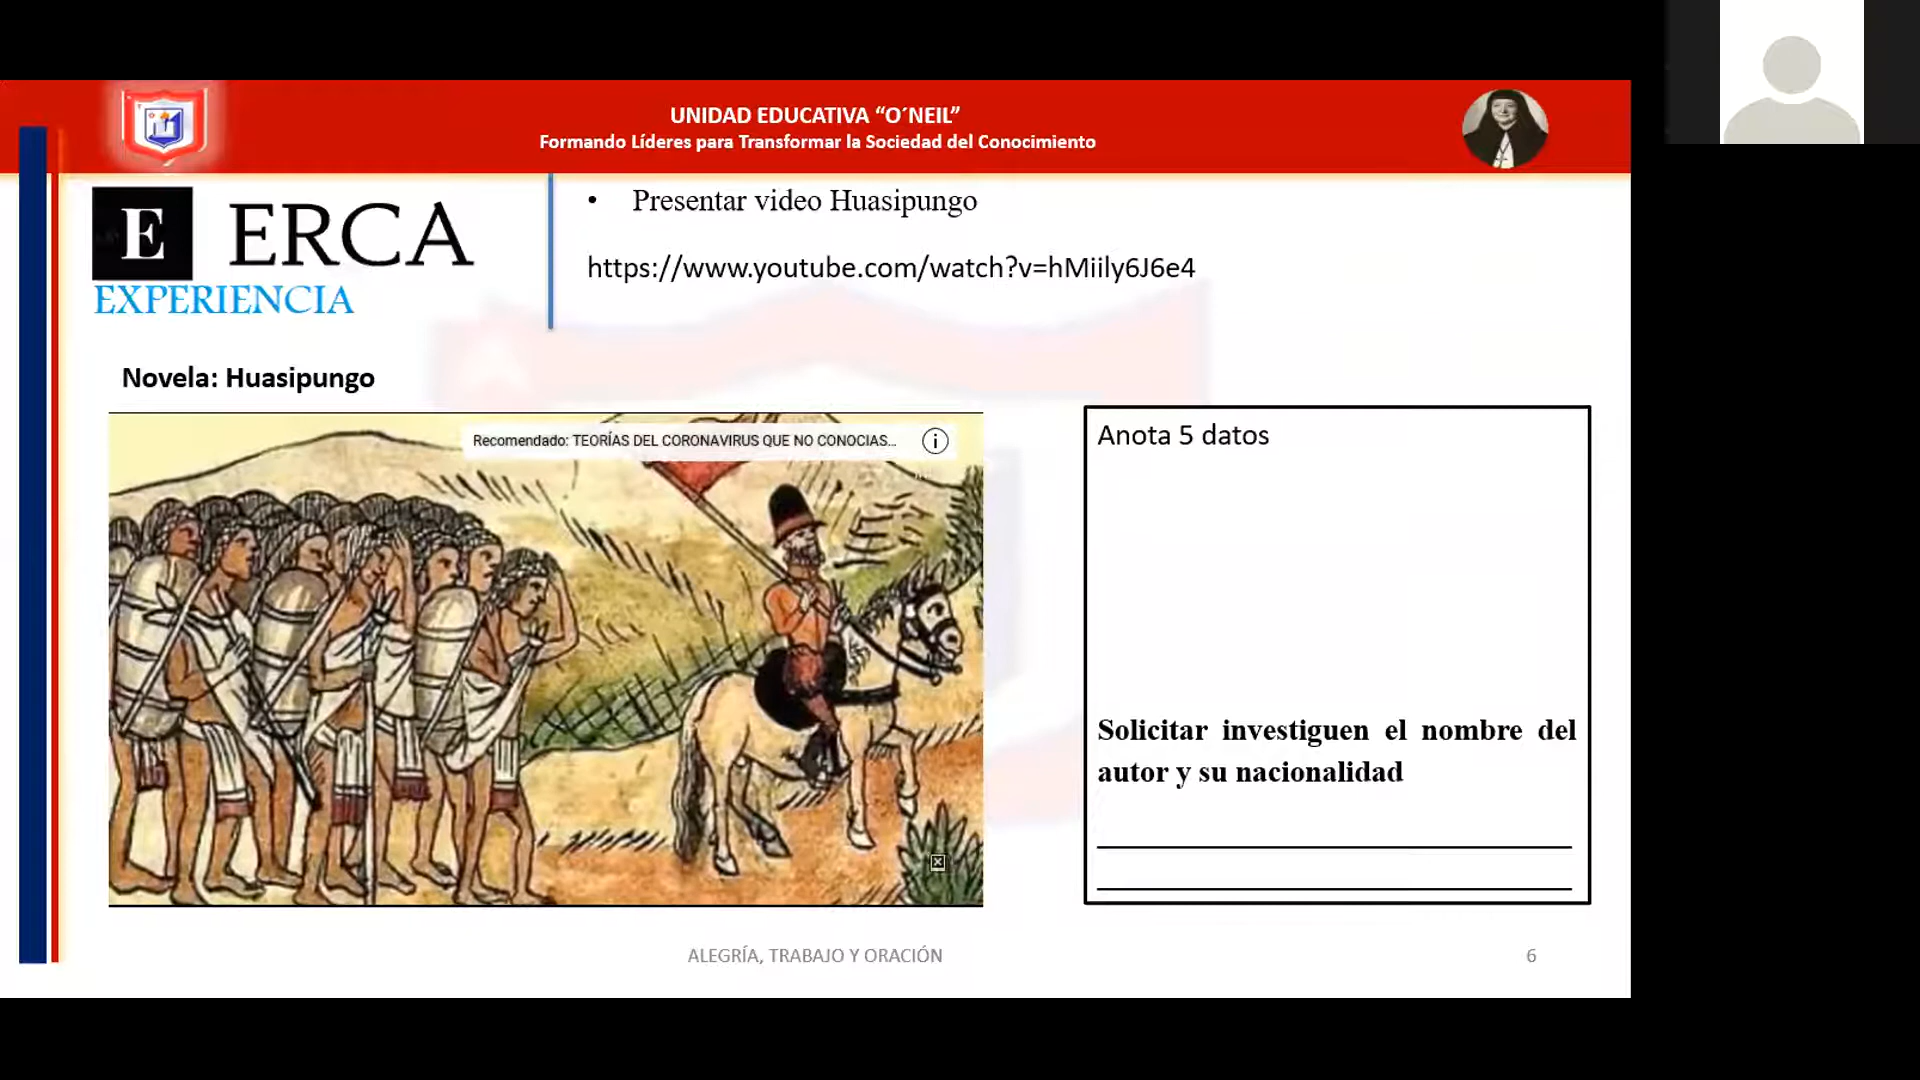 UNIDAD EDUCATIVA “O´NEIL”
Formando Líderes para Transformar la Sociedad del Conocimiento
E ERCA
EXPERIENCIA
• Presentar video Huasipungo
https://www.youtube.com/watch?v=hMiily6J6e4
Novela: Huasipungo
Recomendado: TEORÍAS DEL CORONAVIRUS QUE NO CONOCIAS...
Anota 5 datos
Solicitar investiguen el nombre del
autor y su nacionalidad
ALEGRÍA, TRABAJO Y ORACIÓN
6